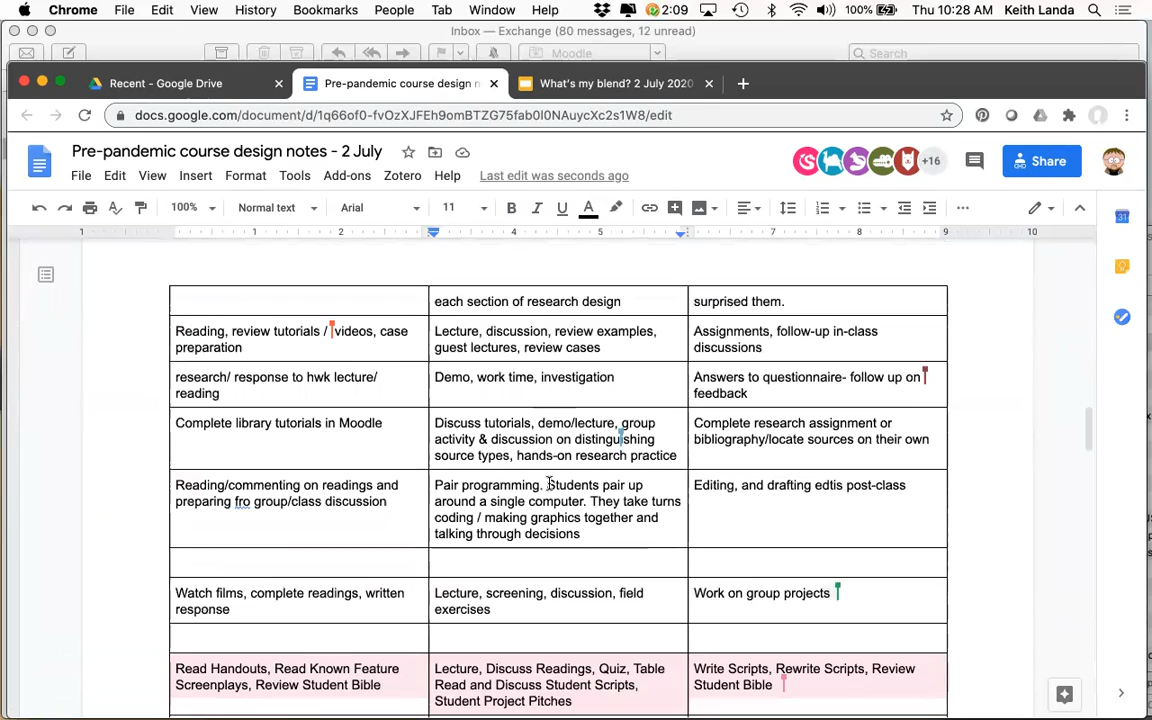 Chrome File Edit View History Bookmarks People Tab Window Help 2:09 100% Thu 10:28 AM Keith Landa
Inbox — Exchange (80 messages, 12 unread)
Moodle Search
Recent - Google Drive Pre-pandemic course design n What's my blend? 2 July 2020
docs.google.com/document/d/1q66of0-fvOzXJFEh9omBTZG75fab0I0NAuycXc2s1W8/edit
Pre-pandemic course design notes - 2 July
+16 Share
File Edit View Insert Format Tools Add-ons Zotero Help Last edit was seconds ago
100% Normal text Arial 11
1 1 2 4 5 7 8 9 10
31
each section of research design
surprised them.
Reading, review tutorials / videos, case
preparation
Lecture, discussion, review examples,
guest lectures, review cases
Assignments, follow-up in-class
discussions
research/ response to hwk lecture/
reading
Demo, work time, investigation
Answers to questionnaire- follow up on
feedback
Complete library tutorials in Moodle
Discuss tutorials, demo/lecture, group
activity & discussion on distinguishing
source types, hands-on research practice
Complete research assignment or
bibliography/locate sources on their own
Reading/commenting on readings and
preparing fro group/class discussion
Pair programming. Students pair up
around a single computer. They take turns
coding / making graphics together and
talking through decisions
Editing, and drafting edtis post-class
Watch films, complete readings, written
response
Lecture, screening, discussion, field
exercises
Work on group projects
Read Handouts, Read Known Feature
Screenplays, Review Student Bible
Lecture, Discuss Readings, Quiz, Table
Read and Discuss Student Scripts,
Student Project Pitches
Write Scripts, Rewrite Scripts, Review
Student Bible